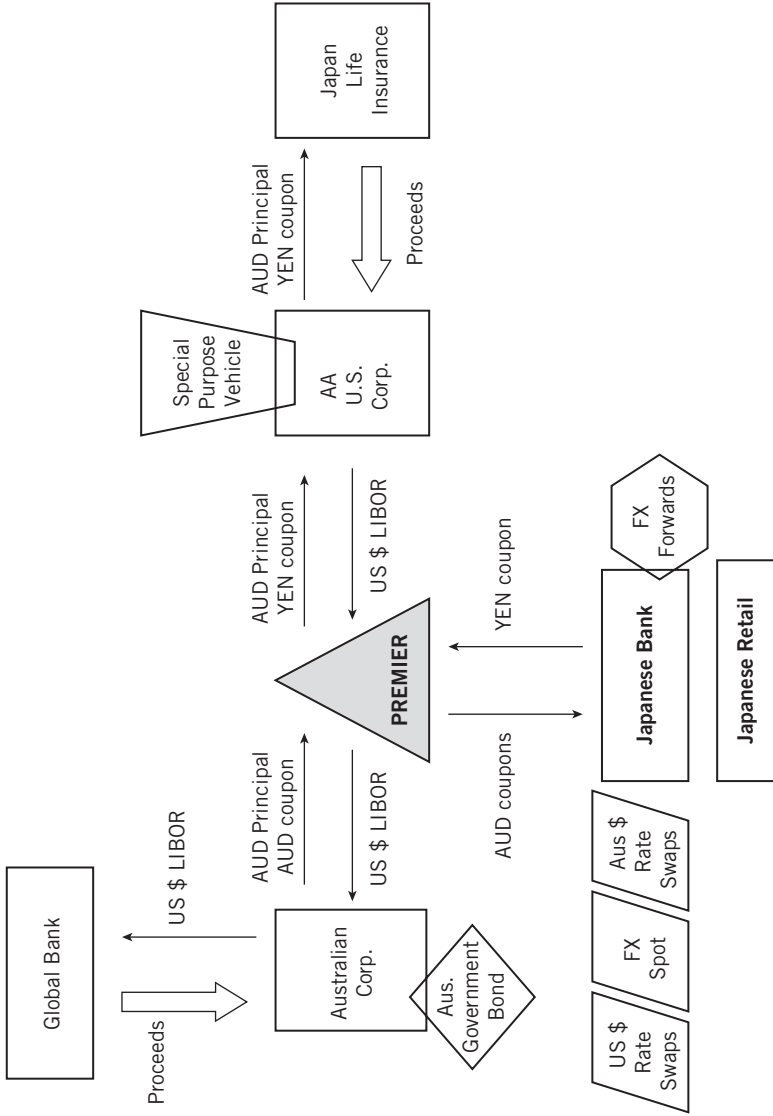 Global Bank
Proceeds
US $ LIBOR
Australian
Corp.
Aus.
Government
Bond
AUD Principal
AUD coupon
US $ LIBOR
PREMIER
AUD Principal
YEN coupon
US $ LIBOR
Special
Purpose
Vehicle
AA
U.S.
Corp.
AUD Principal
YEN coupon
Proceeds
Japan
Life
Insurance
AUD coupons
YEN coupon
US $
Rate
Swaps
FX
Spot
Aus $
Rate
Swaps
Japanese Bank
FX
Forwards
Japanese Retail